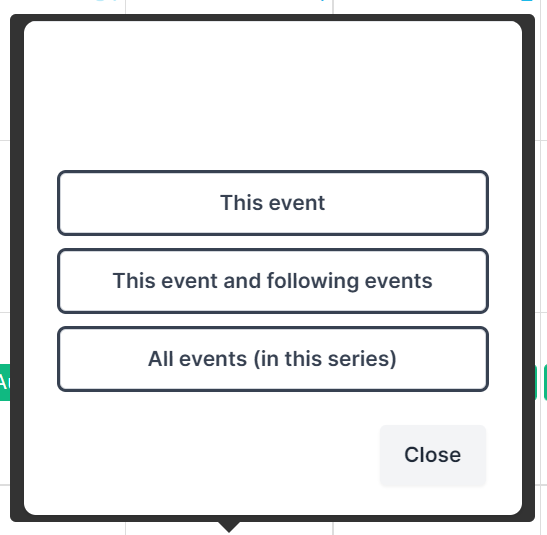 This event
This event and following events
All events (in this series)
Close